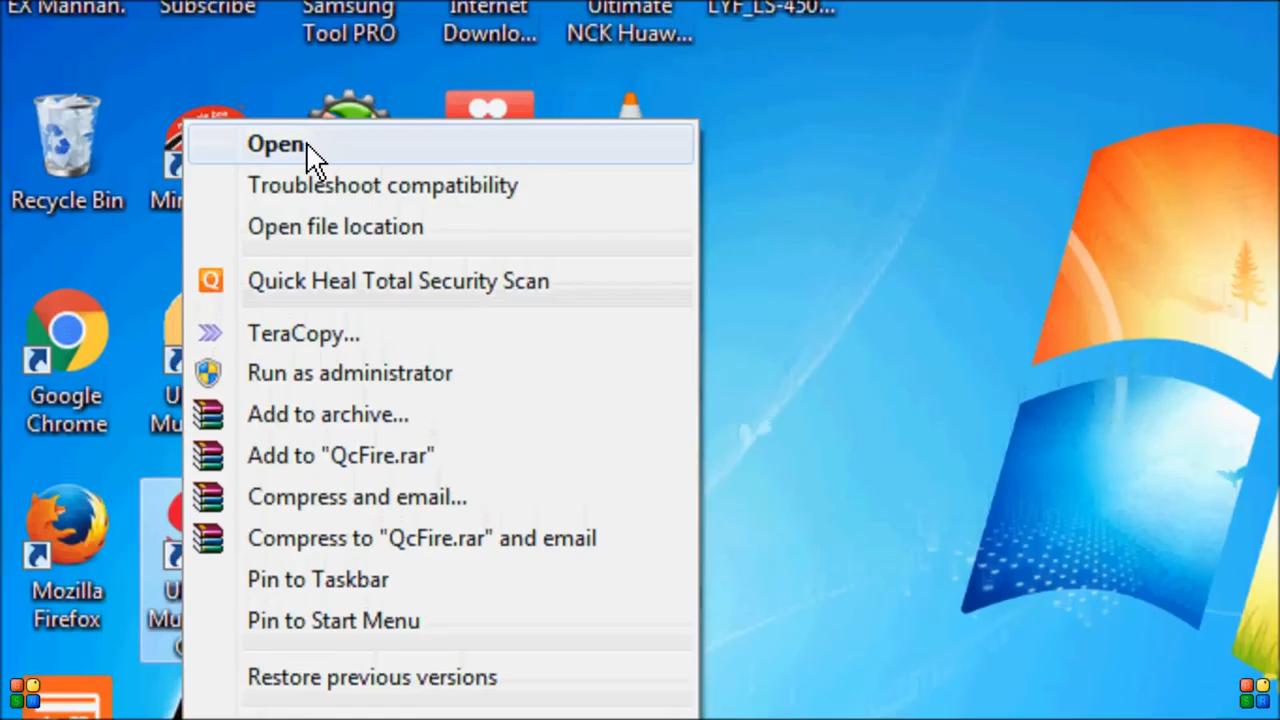 EX Mannan.
Subscribe
Samsung
Tool PRO
Internet
Downlo...
Ultimate
NCK Huaw...
LYF_LS-450...
Recycle Bin
Google
Chrome
Mozilla
Firefox
Open
Troubleshoot compatibility
Open file location
Quick Heal Total Security Scan
TeraCopy...
Run as administrator
Add to archive...
Add to "QcFire.rar"
Compress and email...
Compress to "QcFire.rar" and email
Pin to Taskbar
Pin to Start Menu
Restore previous versions